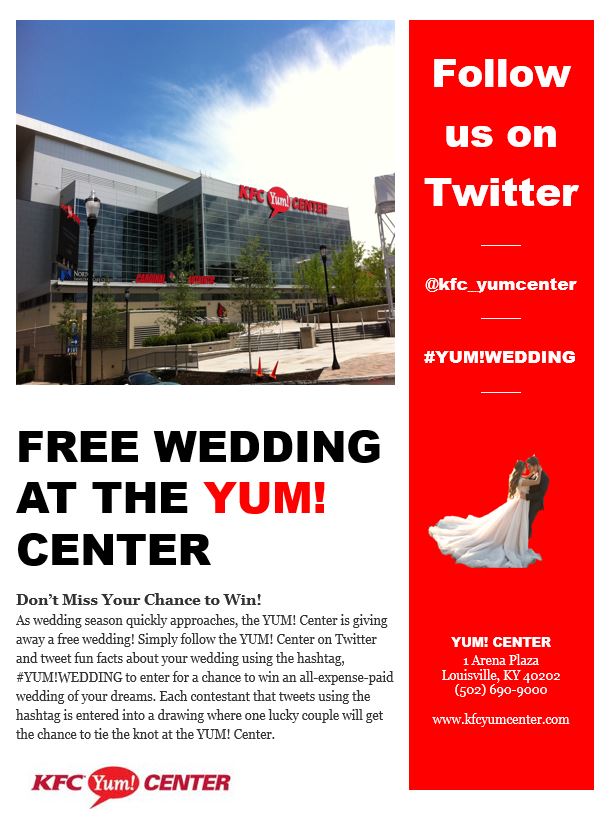 KFC Yum! CENTER
Follow
us on
Twitter
@kfc_yumcenter
#YUM!WEDDING
FREE WEDDING
AT THE YUM!
CENTER
Don’t Miss Your Chance to Win!
As wedding season quickly approaches, the YUM! Center is giving
away a free wedding! Simply follow the YUM! Center on Twitter
and tweet fun facts about your wedding using the hashtag,
#YUM!WEDDING to enter for a chance to win an all-expense-paid
wedding of your dreams. Each contestant that tweets using the
hashtag is entered into a drawing where one lucky couple will get
the chance to tie the knot at the YUM! Center.
KFC Yum! CENTER
YUM! CENTER
1 Arena Plaza
Louisville, KY 40202
(502) 690-9000
www.kfcyumcenter.com